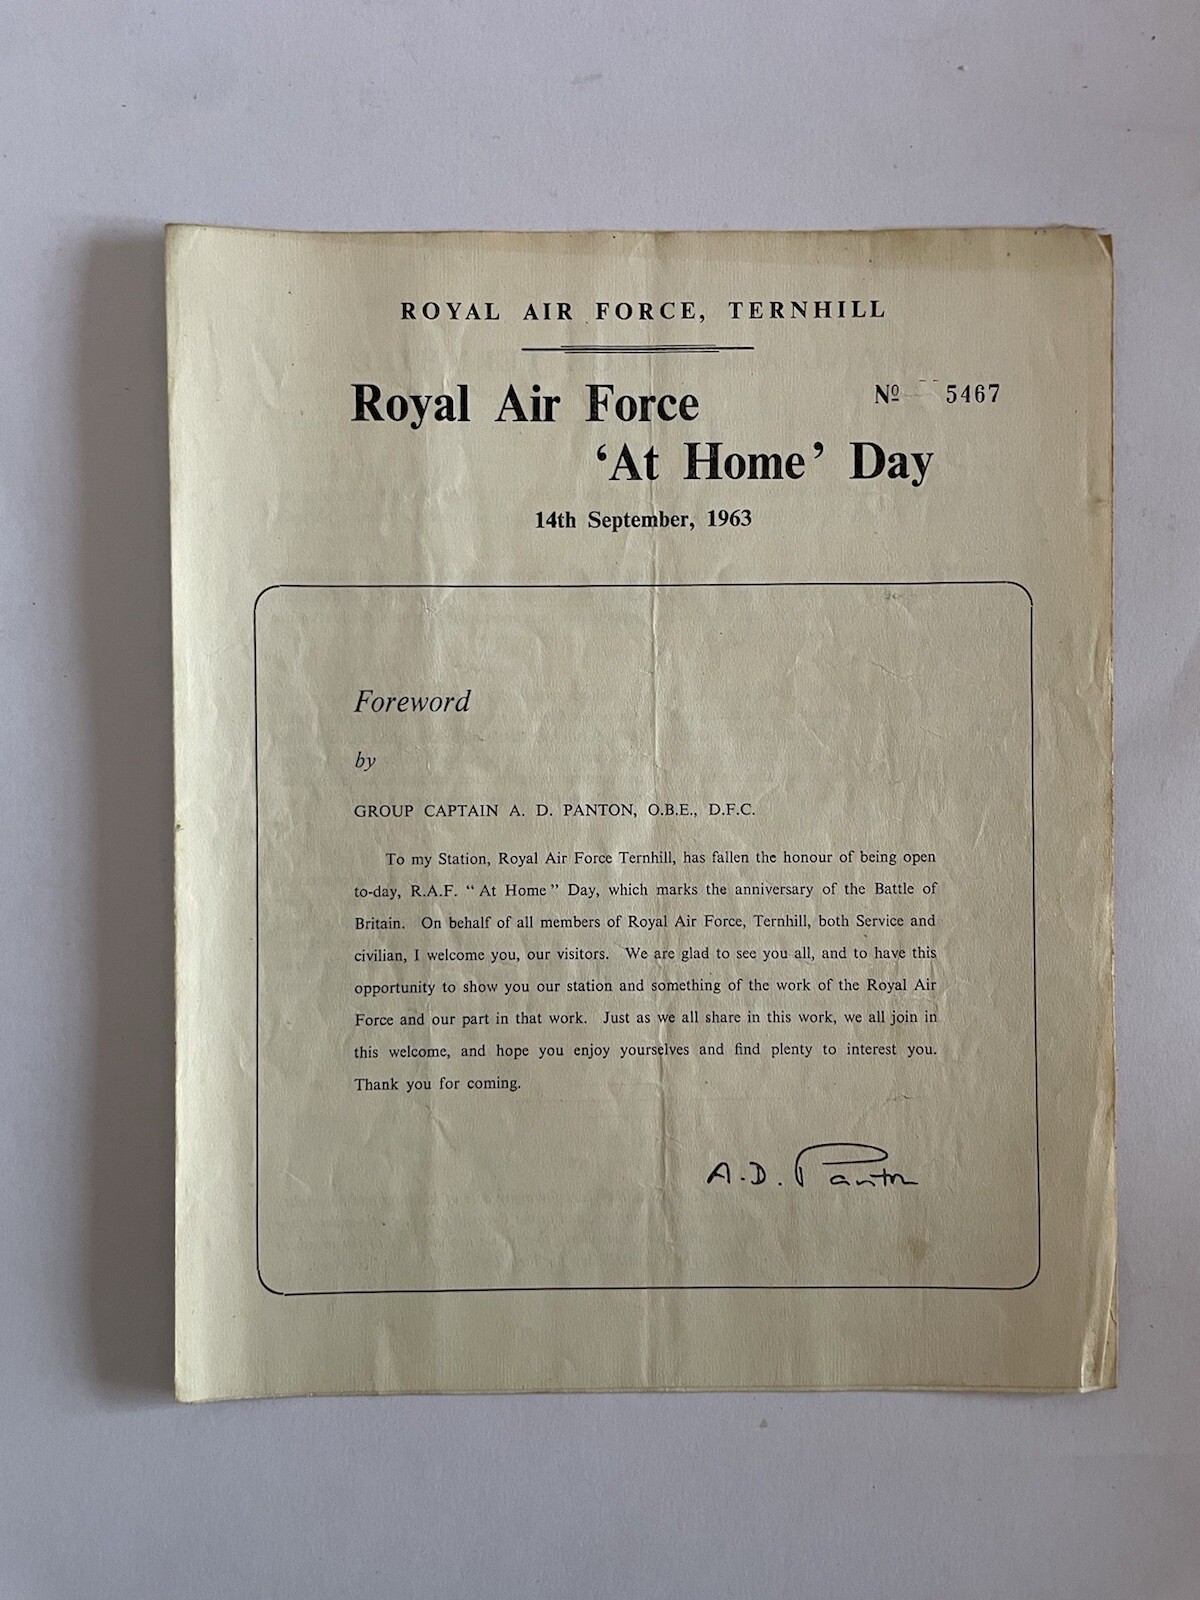 ROYAL AIR FORCE, TERNHILL
Royal Air Force
Nº 5467
‘At Home’ Day
14th September, 1963
Foreword
by
GROUP CAPTAIN A. D. PANTON, O.B.E., D.F.C.
To my Station, Royal Air Force Ternhill, has fallen the honour of being open
to-day, R.A.F. “At Home” Day, which marks the anniversary of the Battle of
Britain. On behalf of all members of Royal Air Force, Ternhill, both Service and
civilian, I welcome you, our visitors. We are glad to see you all, and to have this
opportunity to show you our station and something of the work of the Royal Air
Force and our part in that work. Just as we all share in this work, we all join in
this welcome, and hope you enjoy yourselves and find plenty to interest you.
Thank you for coming.
A.D. Panton